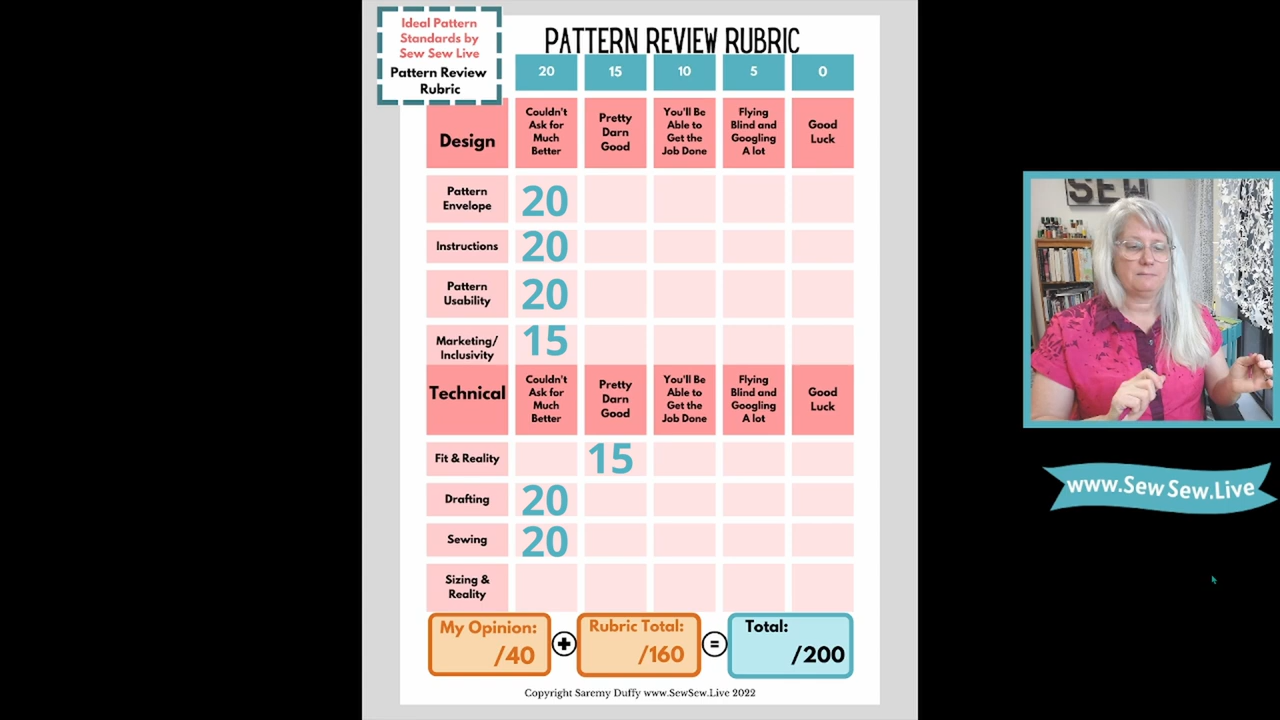 Ideal Pattern
Standards by
Sew Sew Live
Pattern Review
Rubric
PATTERN REVIEW RUBRIC
20 15 10 5 0
Design
Couldn't
Ask for
Much
Better
Pretty
Darn
Good
You'll Be
Able to
Get the
Job Done
Flying
Blind and
Googling
A lot
Good
Luck
Pattern
Envelope
20
Instructions
20
Pattern
Usability
20
Marketing/
Inclusivity
15
Technical
Couldn't
Ask for
Much
Better
Pretty
Darn
Good
You'll Be
Able to
Get the
Job Done
Flying
Blind and
Googling
A lot
Good
Luck
Fit & Reality
15
Drafting
20
Sewing
20
Sizing &
Reality
My Opinion:
/40
+
Rubric Total:
/160
=
Total:
/200
Copyright Saremy Duffy www.SewSew.Live 2022
SEW
www.SewSew.Live